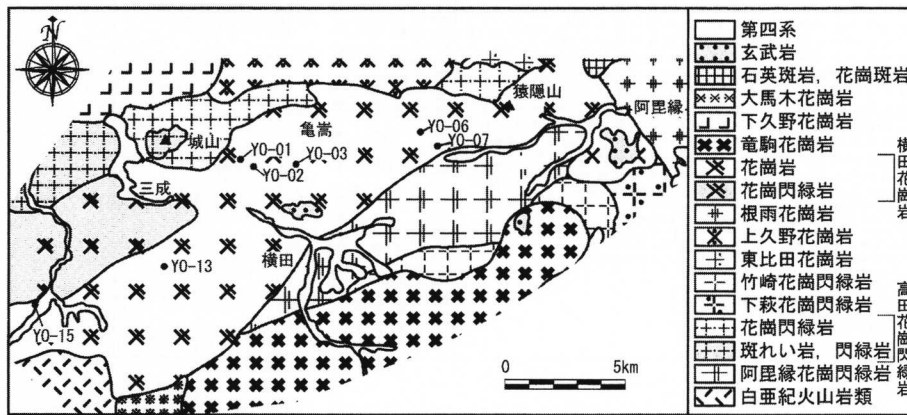 N
城山
亀嵩
猿隠山
阿毘縁
YO-06
YO-07
YO-01
YO-03
YO-02
三成
横田
YO-13
YO-15
0 5km
第四系
玄武岩
石英斑岩，花崗斑岩
大馬木花崗岩
下久野花崗岩
竜駒花崗岩
花崗岩
花崗閃緑岩
横田花崗岩
根雨花崗岩
上久野花崗岩
東比田花崗岩
竹崎花崗閃緑岩
下萩花崗閃緑岩
花崗閃緑岩
斑れい岩，閃緑岩
高田花崗閃緑岩
阿毘縁花崗閃緑岩
白亜紀火山岩類